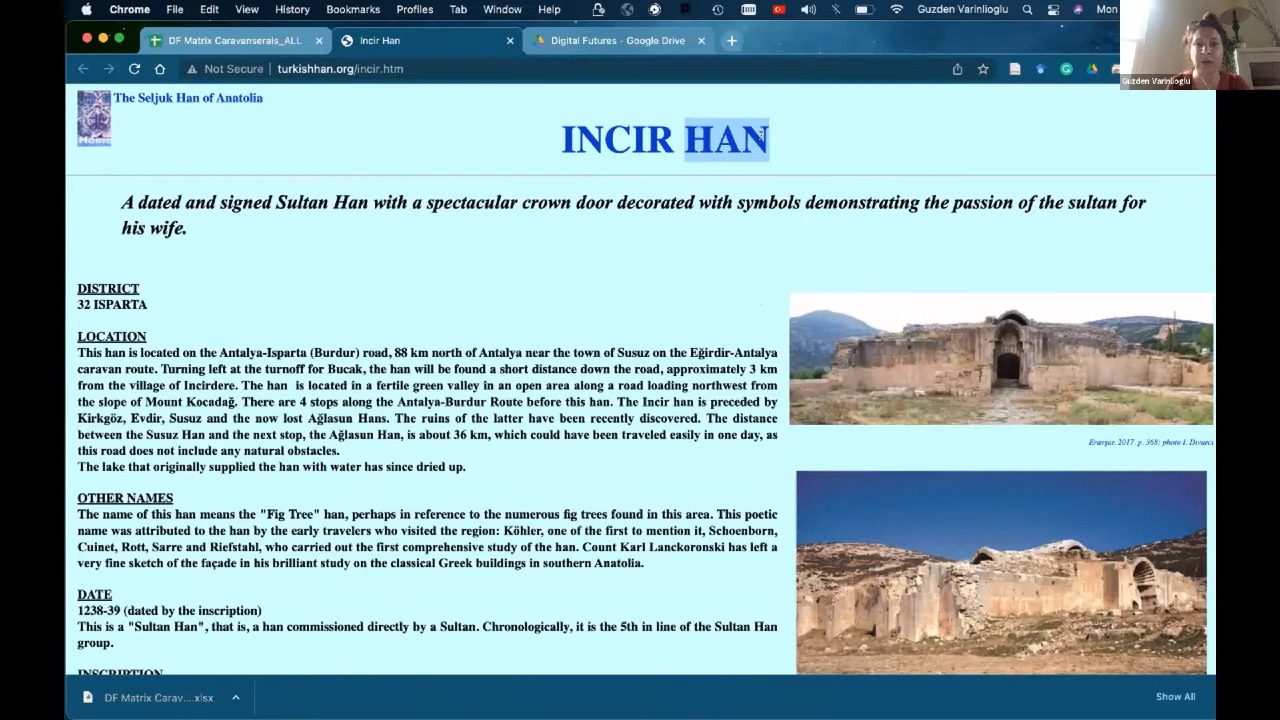 Chrome File Edit View History Bookmarks Profiles Tab Window Help Guzden Varinlioglu Mon
Guzden Varinlioglu
DF Matrix Caravanserais_ALL Incir Han Digital Futures - Google Drive
Not Secure turkishhan.org/incir.htm
The Seljuk Han of Anatolia
Home
INCIR HAN
A dated and signed Sultan Han with a spectacular crown door decorated with symbols demonstrating the passion of the sultan for
his wife.
DISTRICT
32 ISPARTA
LOCATION
This han is located on the Antalya-Isparta (Burdur) road, 88 km north of Antalya near the town of Susuz on the Eğirdir-Antalya
caravan route. Turning left at the turnoff for Bucak, the han will be found a short distance down the road, approximately 3 km
from the village of Incirdere. The han is located in a fertile green valley in an open area along a road loading northwest from
the slope of Mount Kocadağ. There are 4 stops along the Antalya-Burdur Route before this han. The Incir han is preceded by
Kirkgöz, Evdir, Susuz and the now lost Ağlasun Hans. The ruins of the latter have been recently discovered. The distance
between the Susuz Han and the next stop, the Ağlasun Han, is about 36 km, which could have been traveled easily in one day, as
this road does not include any natural obstacles.
The lake that originally supplied the han with water has since dried up.
OTHER NAMES
The name of this han means the "Fig Tree" han, perhaps in reference to the numerous fig trees found in this area. This poetic
name was attributed to the han by the early travelers who visited the region: Köhler, one of the first to mention it, Schoenborn,
Cuinet, Rott, Sarre and Riefstahl, who carried out the first comprehensive study of the han. Count Karl Lanckoronski has left a
very fine sketch of the façade in his brilliant study on the classical Greek buildings in southern Anatolia.
DATE
1238-39 (dated by the inscription)
This is a "Sultan Han", that is, a han commissioned directly by a Sultan. Chronologically, it is the 5th in line of the Sultan Han
group.
INSCRIPTION
Eravşar, 2017. p. 368; photo I. Dıvarcı
DF Matrix Carav....xlsx
Show All